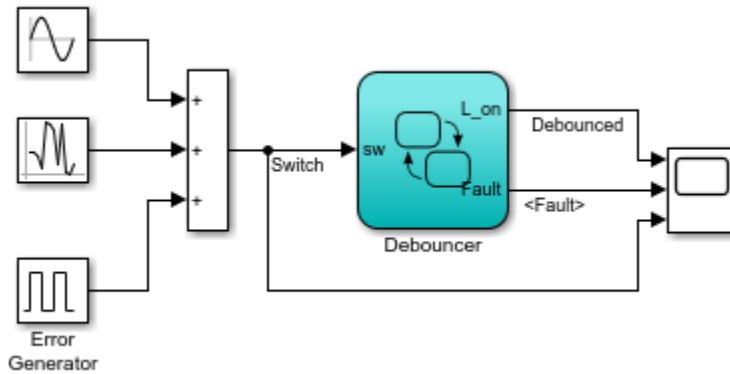 +
+
+
Switch
sw
L_on
Fault
Debouncer
Debounced
<Fault>
Error
Generator